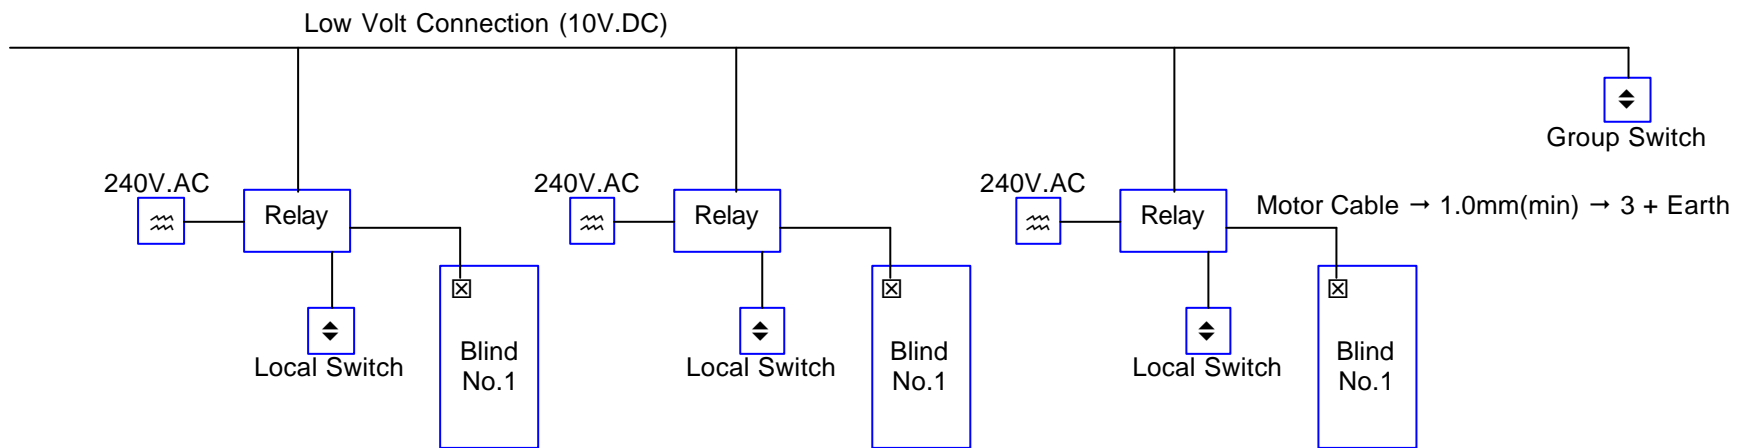 Low Volt Connection (10V.DC)
Group Switch
240V.AC
Relay
240V.AC
Relay
240V.AC
Relay
Motor Cable → 1.0mm(min) → 3 + Earth
Local Switch
Blind
No.1
Local Switch
Blind
No.1
Local Switch
Blind
No.1